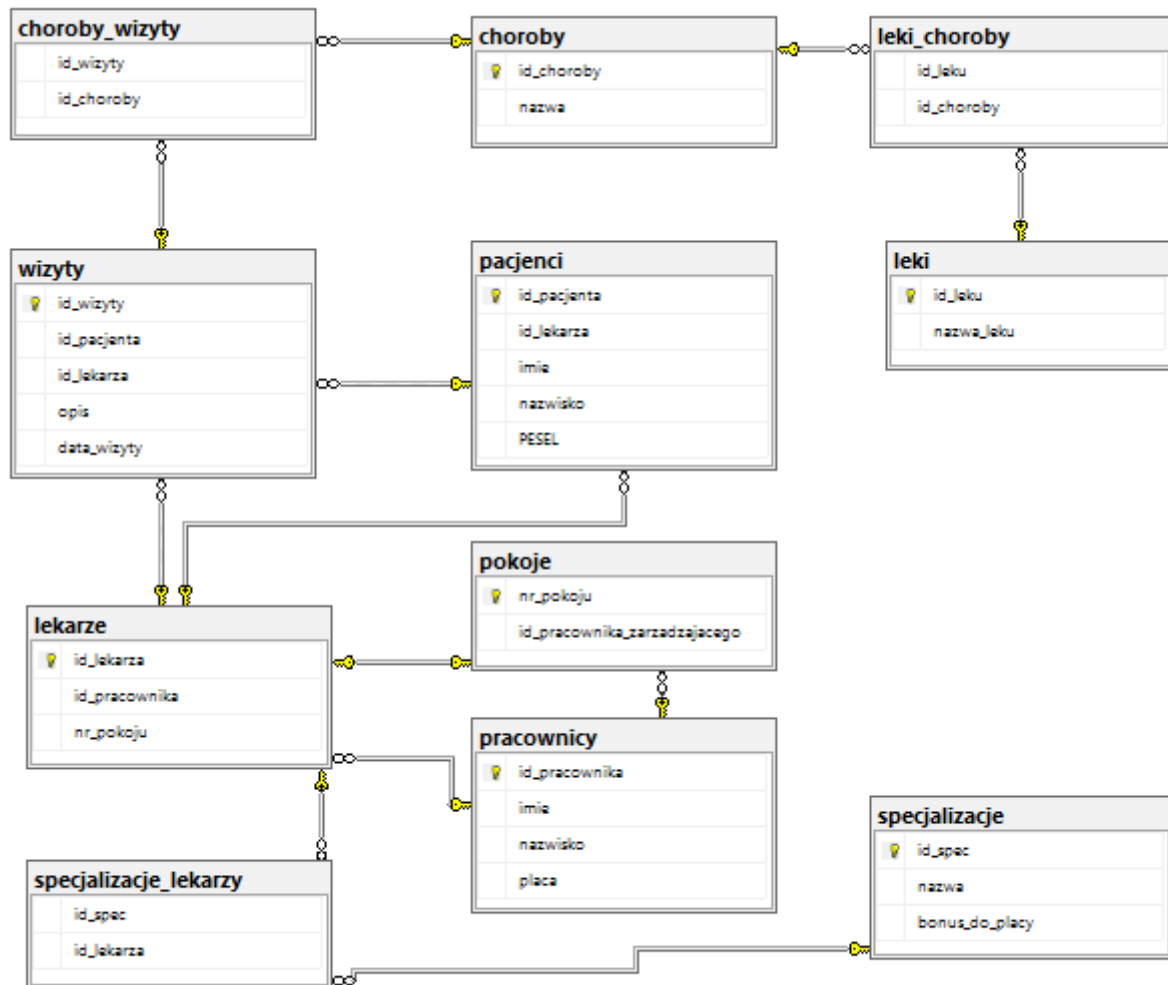 choroby_wizyty
id_wizyty
id_choroby
choroby
id_choroby
nazwa
leki_choroby
id_leku
id_choroby
wizyty
id_wizyty
id_pacjenta
id_lekarza
opis
data_wizyty
pacjenci
id_pacjenta
id_lekarza
imie
nazwisko
PESEL
leki
id_leku
nazwa_leku
lekarze
id_lekarza
id_pracownika
nr_pokoju
pokoje
nr_pokoju
id_pracownika_zarzadzajacego
pracownicy
id_pracownika
imie
nazwisko
placa
specjalizacje_lekarzy
id_spec
id_lekarza
specjalizacje
id_spec
nazwa
bonus_do_placy